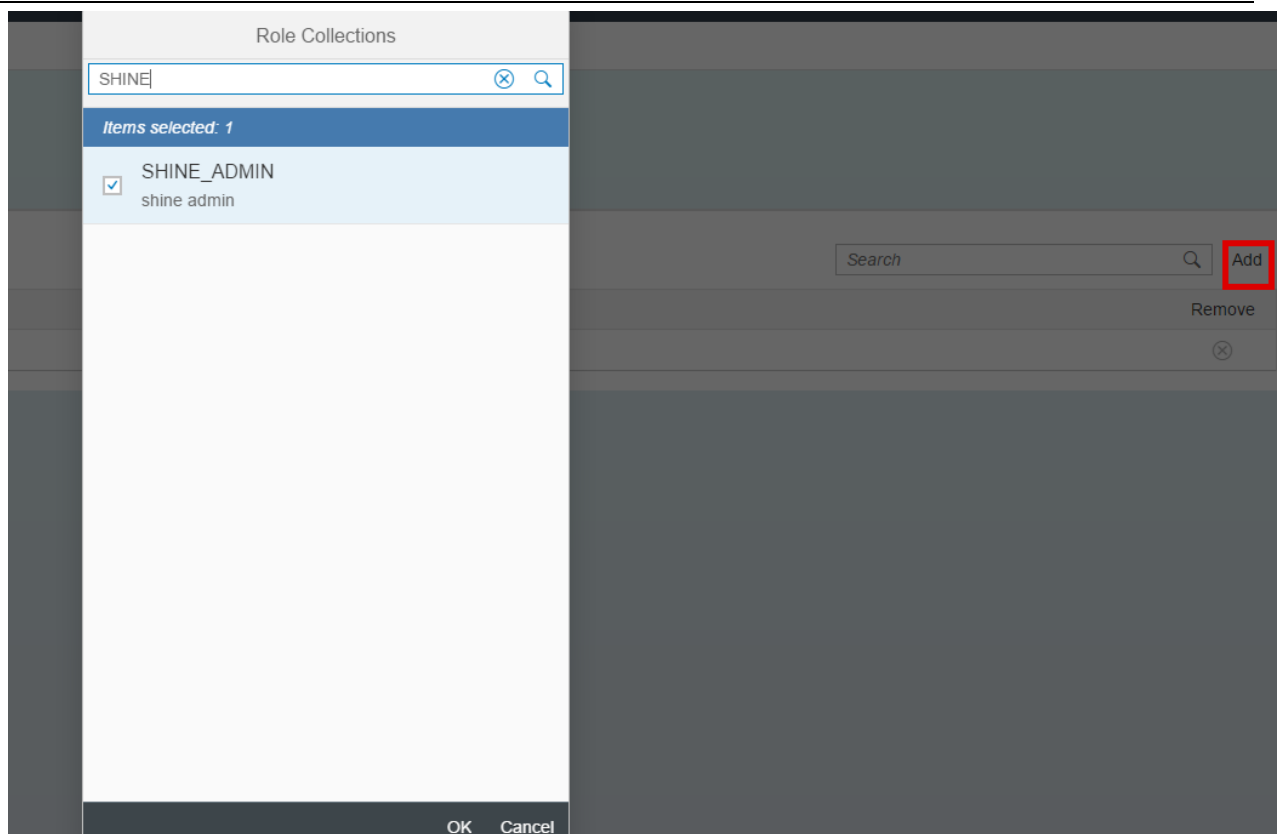 Role Collections
SHINE
Items selected: 1
SHINE_ADMIN
shine admin
Search
Add
Remove
OK Cancel